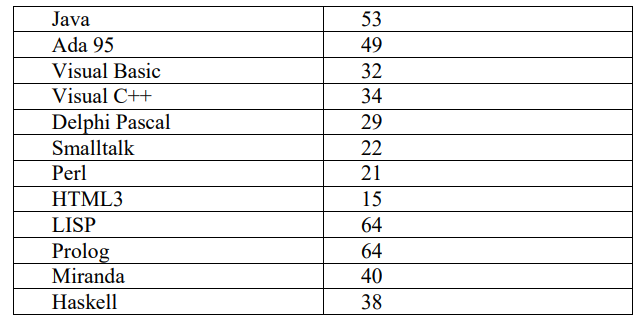 Java 53
Ada 95 49
Visual Basic 32
Visual C++ 34
Delphi Pascal 29
Smalltalk 22
Perl 21
HTML3 15
LISP 64
Prolog 64
Miranda 40
Haskell 38